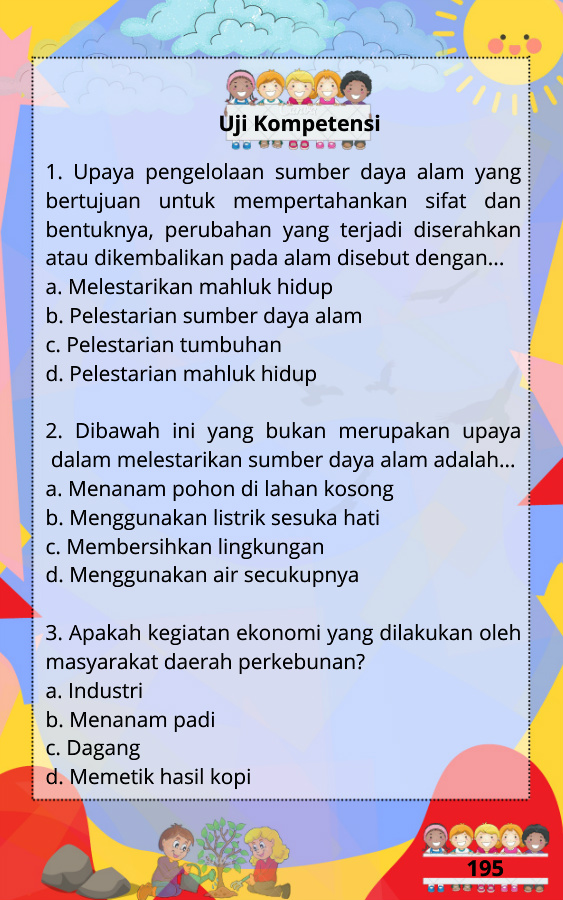 Uji Kompetensi
1. Upaya pengelolaan sumber daya alam yang
bertujuan untuk mempertahankan sifat dan
bentuknya, perubahan yang terjadi diserahkan
atau dikembalikan pada alam disebut dengan...
a. Melestarikan mahluk hidup
b. Pelestarian sumber daya alam
c. Pelestarian tumbuhan
d. Pelestarian mahluk hidup
2. Dibawah ini yang bukan merupakan upaya
dalam melestarikan sumber daya alam adalah...
a. Menanam pohon di lahan kosong
b. Menggunakan listrik sesuka hati
c. Membersihkan lingkungan
d. Menggunakan air secukupnya
3. Apakah kegiatan ekonomi yang dilakukan oleh
masyarakat daerah perkebunan?
a. Industri
b. Menanam padi
c. Dagang
d. Memetik hasil kopi
195